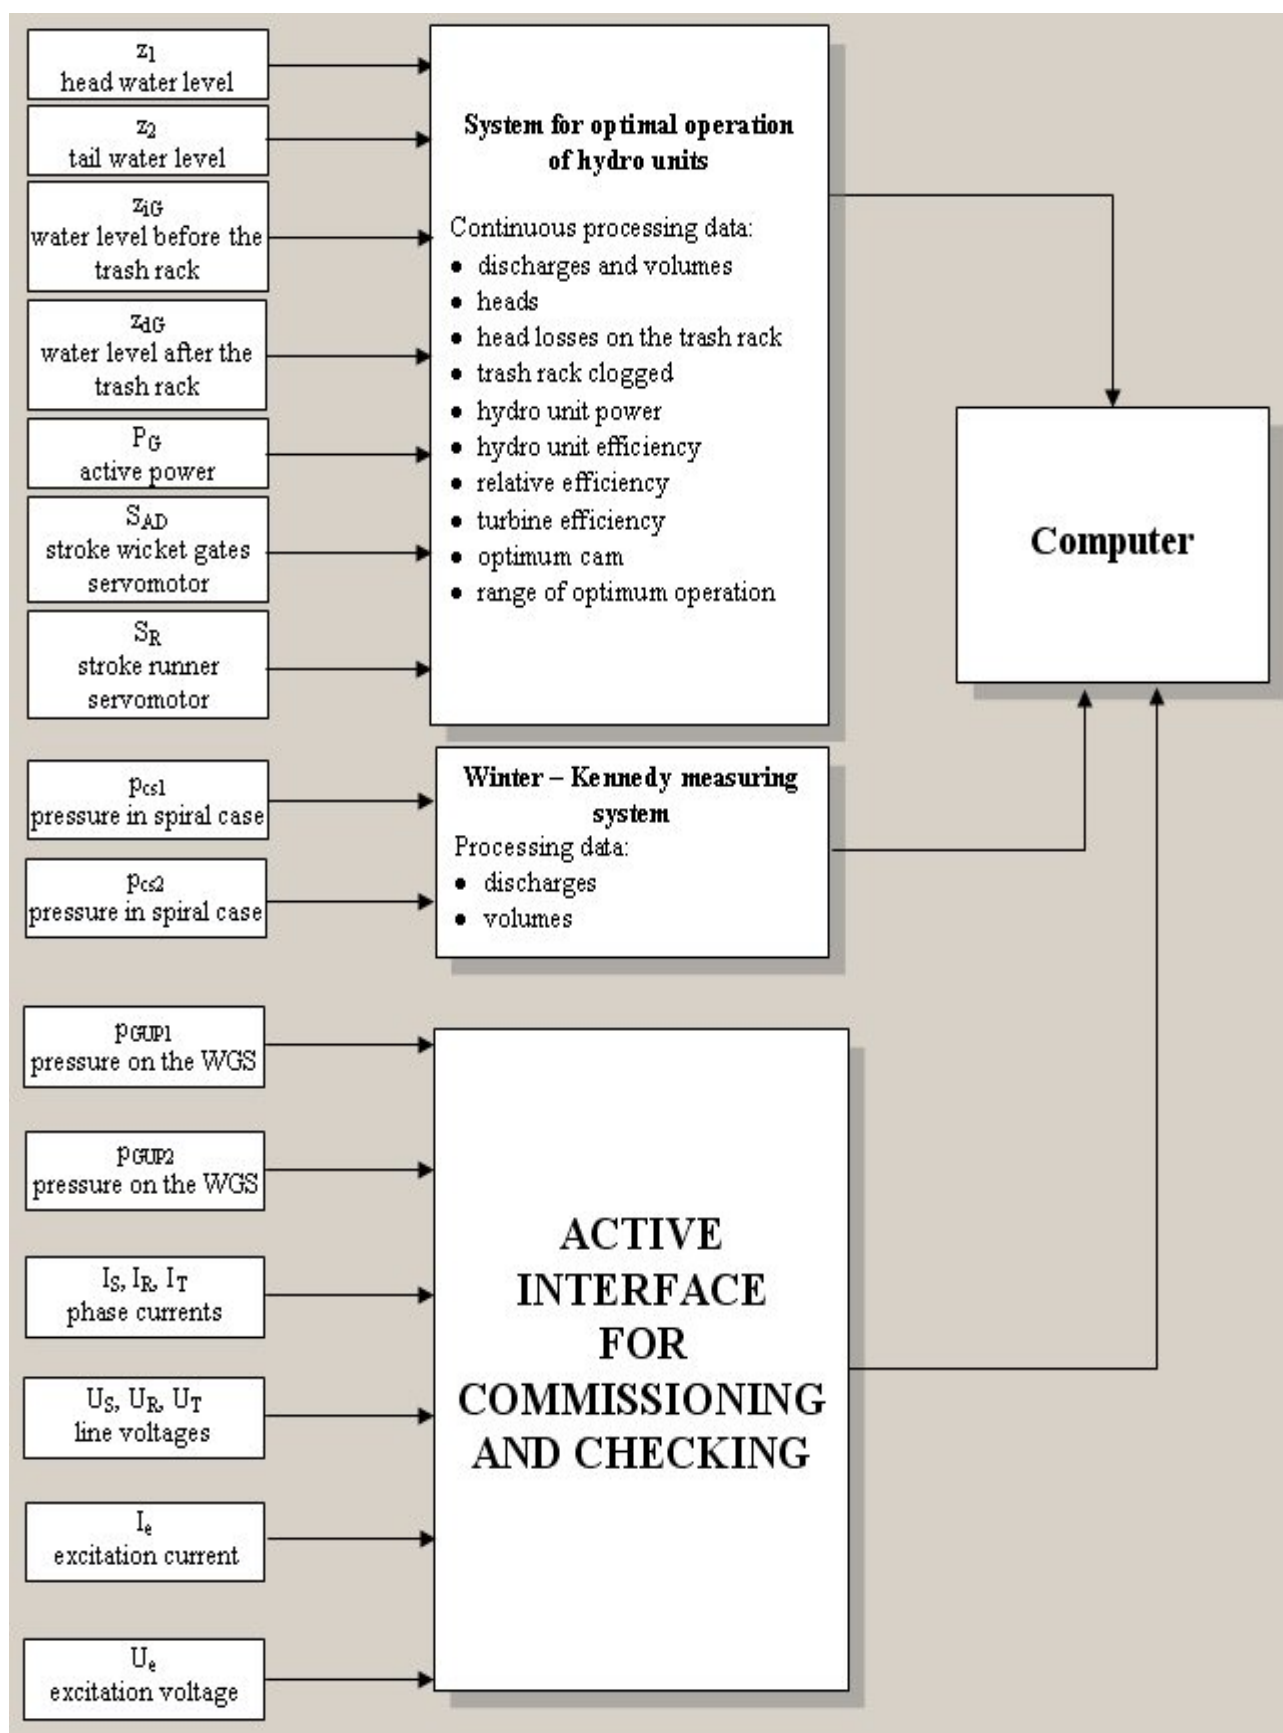 z1
head water level
z2
tail water level
ziG
water level before the
trash rack
zdG
water level after the
trash rack
PG
active power
SAD
stroke wicket gates
servomotor
SR
stroke runner
servomotor
System for optimal operation
of hydro units
Continuous processing data:
• discharges and volumes
• heads
• head losses on the trash rack
• trash rack clogged
• hydro unit power
• hydro unit efficiency
• relative efficiency
• turbine efficiency
• optimum cam
• range of optimum operation
Computer
pcs1
pressure in spiral case
pcs2
pressure in spiral case
Winter – Kennedy measuring
system
Processing data:
• discharges
• volumes
pGUP1
pressure on the WGS
pGUP2
pressure on the WGS
IS, IR, IT
phase currents
US, UR, UT
line voltages
Ie
excitation current
Ue
excitation voltage
ACTIVE
INTERFACE
FOR
COMMISSIONING
AND CHECKING